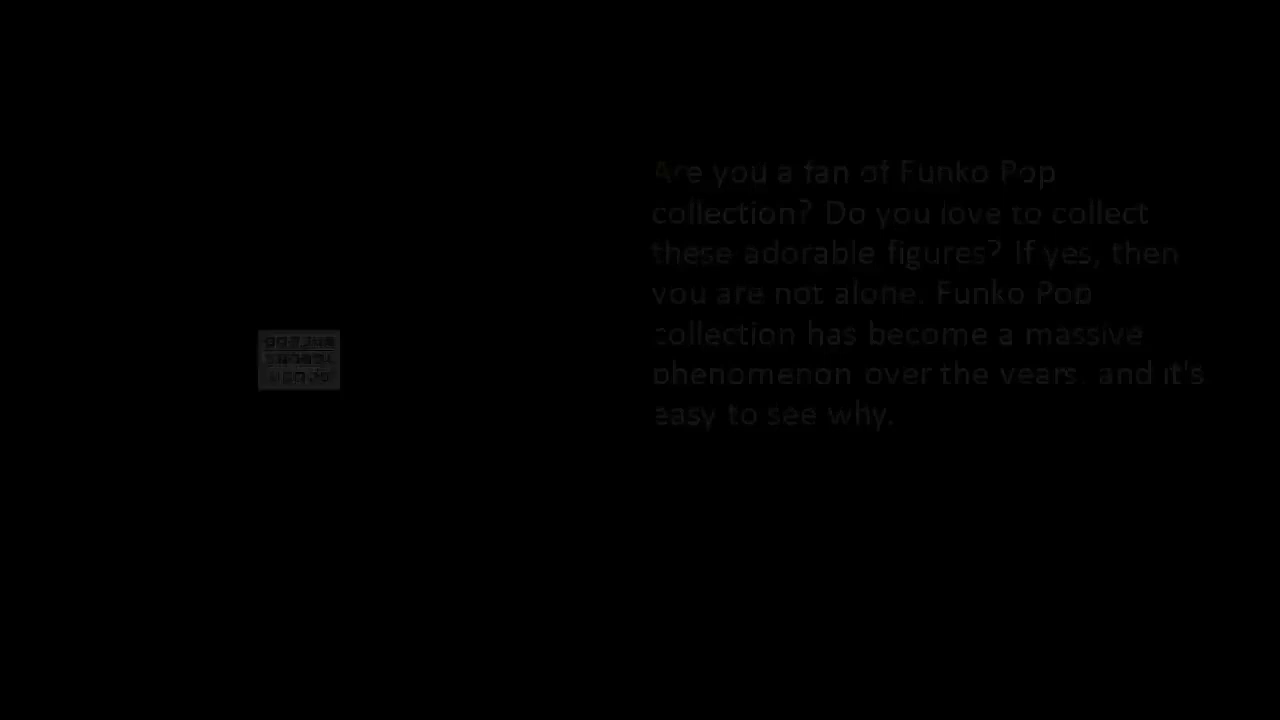 Are you a fan of Funko Pop
collection? Do you love to collect
these adorable figures? If yes, then
you are not alone. Funko Pop
collection has become a massive
phenomenon over the years, and it's
easy to see why.